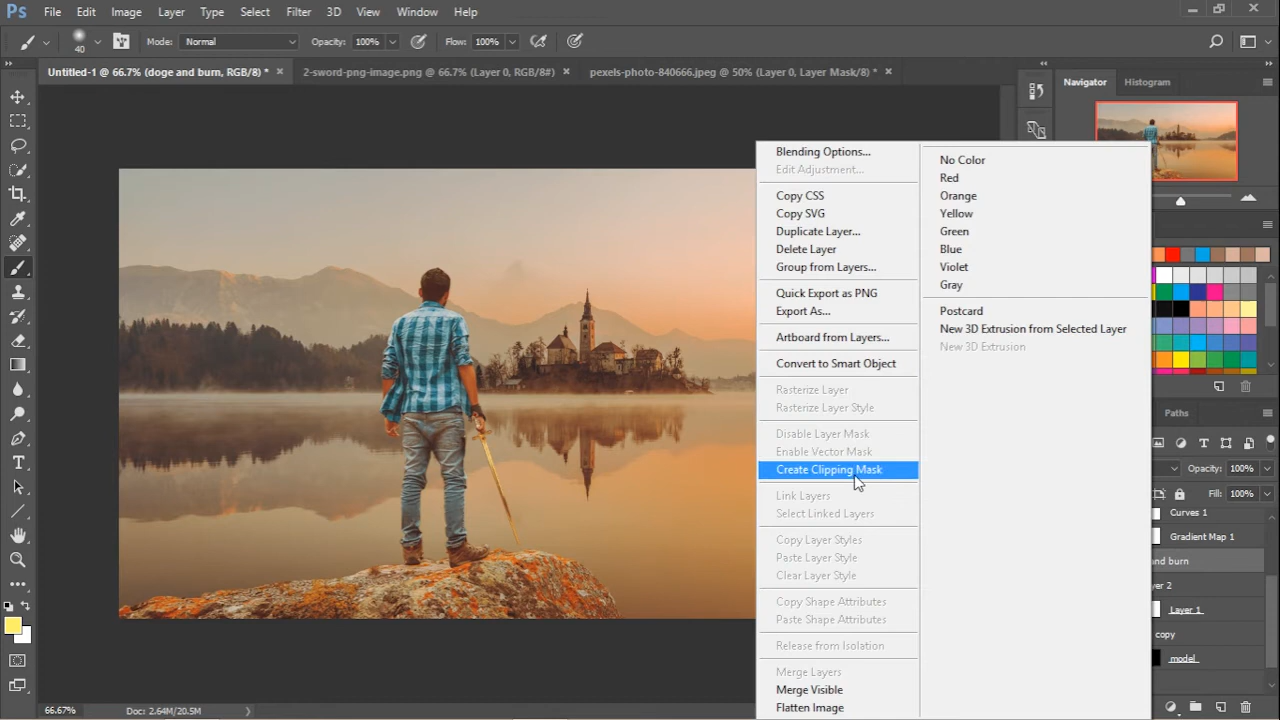 Ps File Edit Image Layer Type Select Filter 3D View Window Help
40 Mode: Normal Opacity: 100% Flow: 100%
Untitled-1 @ 66.7% (doge and burn, RGB/8) * × 2-sword-png-image.png @ 66.7% (Layer 0, RGB/8#) × pexels-photo-840666.jpeg @ 50% (Layer 0, Layer Mask/8) * ×
Navigator Histogram
Blending Options...
Edit Adjustment...
Copy CSS
Copy SVG
Duplicate Layer...
Delete Layer
Group from Layers...
Quick Export as PNG
Export As...
Artboard from Layers...
Convert to Smart Object
Rasterize Layer
Rasterize Layer Style
Disable Layer Mask
Enable Vector Mask
Create Clipping Mask
Link Layers
Select Linked Layers
Copy Layer Styles
Paste Layer Style
Clear Layer Style
Copy Shape Attributes
Paste Shape Attributes
Release from Isolation
Merge Layers
Merge Visible
Flatten Image
No Color
Red
Orange
Yellow
Green
Blue
Violet
Gray
Postcard
New 3D Extrusion from Selected Layer
New 3D Extrusion
Paths
Opacity: 100%
Fill: 100%
Curves 1
Gradient Map 1
and burn
2
Layer 1
copy
model
66.67% Doc: 2.64M/20.5M